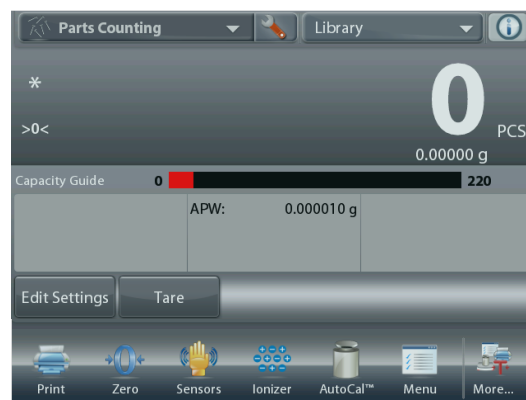 Parts Counting Library
*
0
>0< PCS
0.00000 g
Capacity Guide 0 220
APW: 0.000010 g
Edit Settings Tare
Print Zero Sensors Ionizer AutoCal™ Menu More...